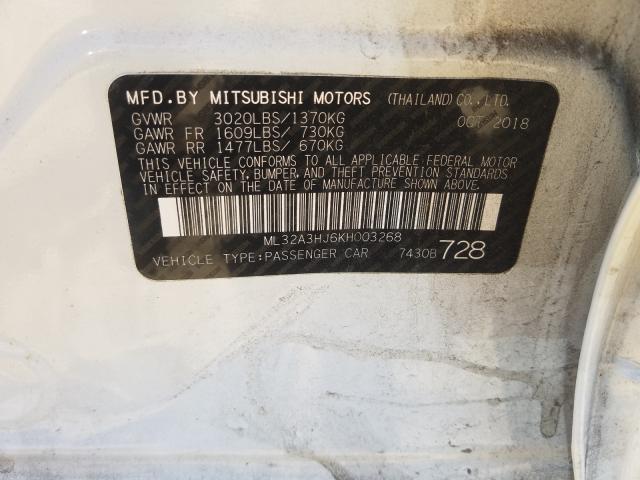 MFD. BY MITSUBISHI MOTORS (THAILAND) CO., LTD.
GVWR 3020LBS/1370KG OCT/2018
GAWR FR 1609LBS/ 730KG
GAWR RR 1477LBS/ 670KG
THIS VEHICLE CONFORMS TO ALL APPLICABLE FEDERAL MOTOR
VEHICLE SAFETY, BUMPER, AND THEFT PREVENTION STANDARDS
IN EFFECT ON THE DATE OF MANUFACTURE SHOWN ABOVE.
ML32A3HJ6KH003268
VEHICLE TYPE:PASSENGER CAR 7430B 728